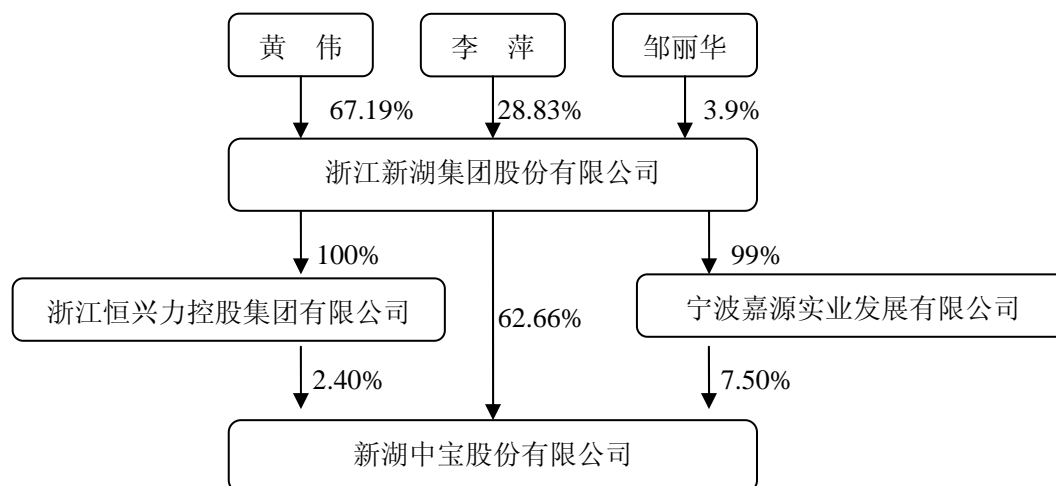 黄 伟
李 萍
邹丽华
67.19%
28.83%
3.9%
浙江新湖集团股份有限公司
100%
99%
浙江恒兴力控股集团有限公司
62.66%
宁波嘉源实业发展有限公司
2.40%
7.50%
新湖中宝股份有限公司